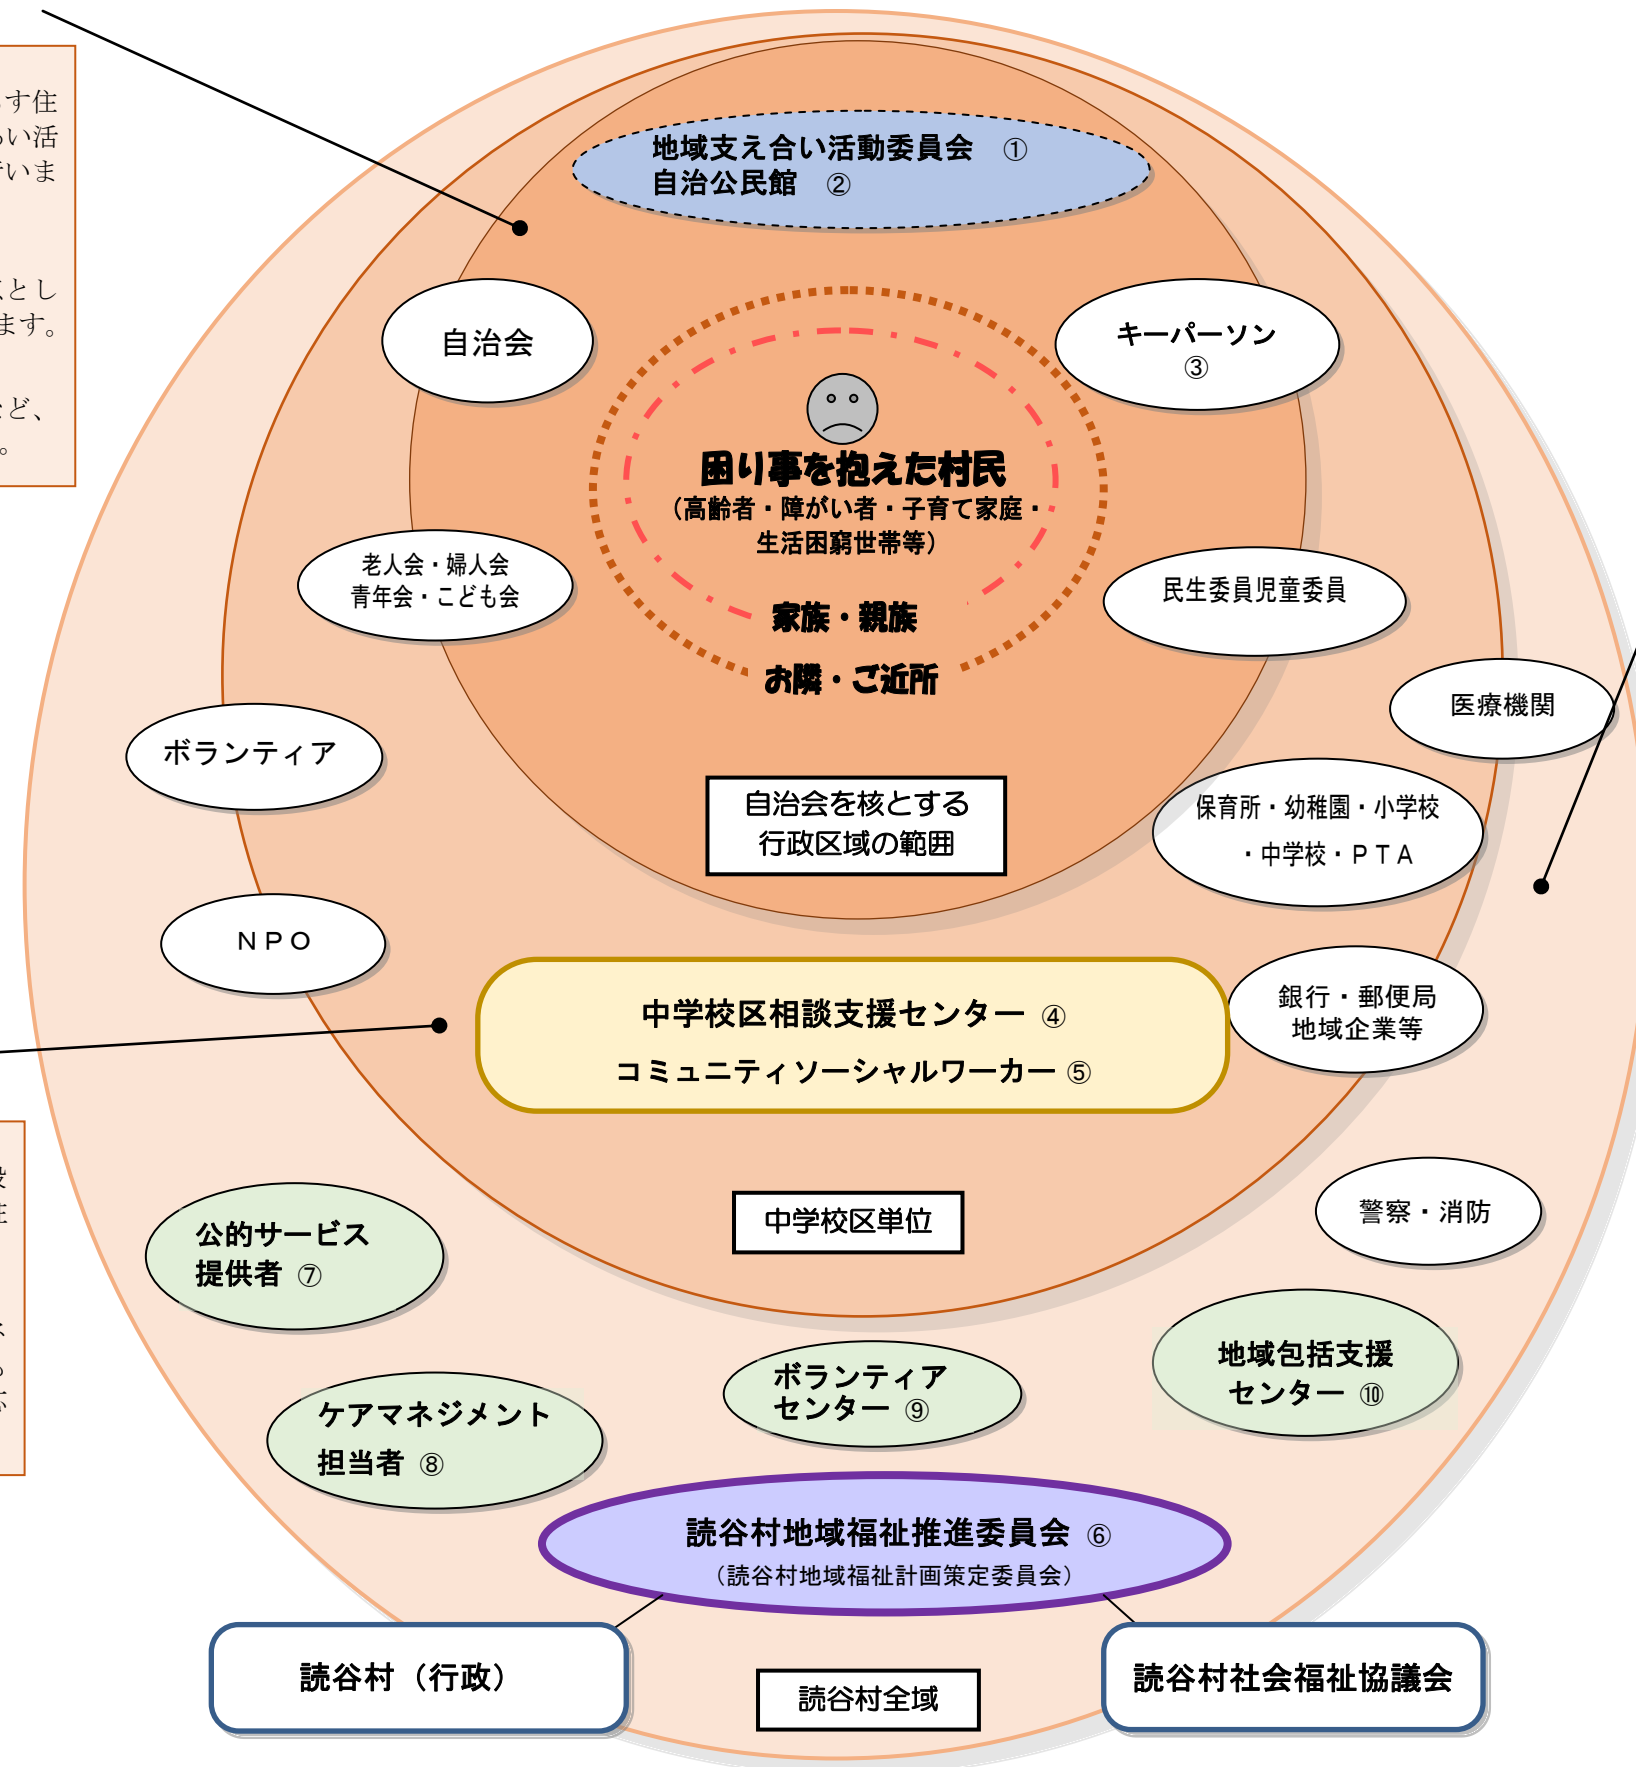 す住
い活
いま
とし
ます。
など、
。
地域支え合い活動委員会 ①
自治公民館 ②
自治会
キーパーソン
③
困り事を抱えた村民
（高齢者・障がい者・子育て家庭・
生活困窮世帯等）
家族・親族
お隣・ご近所
老人会・婦人会
青年会・こども会
民生委員児童委員
医療機関
ボランティア
自治会を核とする
行政区域の範囲
保育所・幼稚園・小学校
・中学校・ＰＴＡ
ＮＰＯ
銀行・郵便局
地域企業等
中学校区相談支援センター ④
コミュニティソーシャルワーカー ⑤
中学校区単位
警察・消防
公的サービス
提供者 ⑦
地域包括支援
センター ⑩
ボランティア
センター ⑨
ケアマネジメント
担当者 ⑧
読谷村地域福祉推進委員会 ⑥
（読谷村地域福祉計画策定委員会）
読谷村（行政）
読谷村全域
読谷村社会福祉協議会